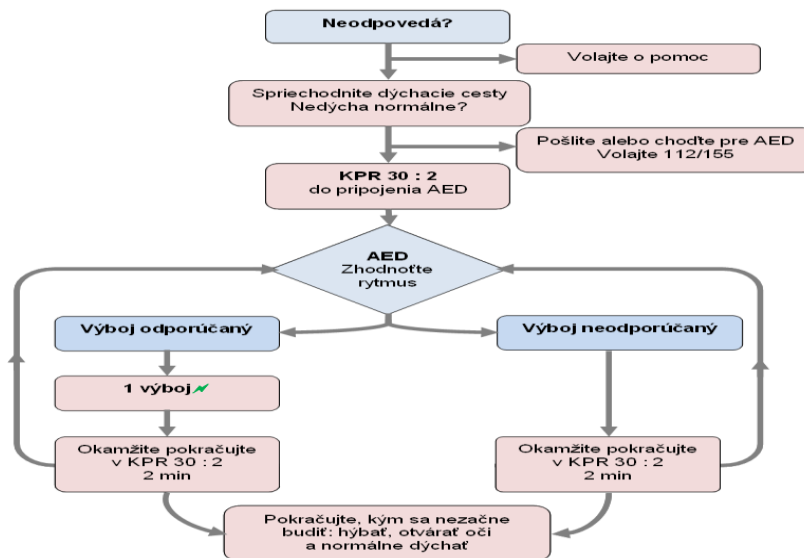 Neodpovedá?
Volajte o pomoc
Spriechodnite dýchacie cesty
Nedýcha normálne?
Pošlite alebo choďte pre AED
Volajte 112/155
KPR 30 : 2
do pripojenia AED
AED
Zhodnoťte
rytmus
Výboj odporúčaný
Výboj neodporúčaný
1 výboj
Okamžite pokračujte
v KPR 30 : 2
2 min
Okamžite pokračujte
v KPR 30 : 2
2 min
Pokračujte, kým sa nezačne
budiť: hýbať, otvárať oči
a normálne dýchať